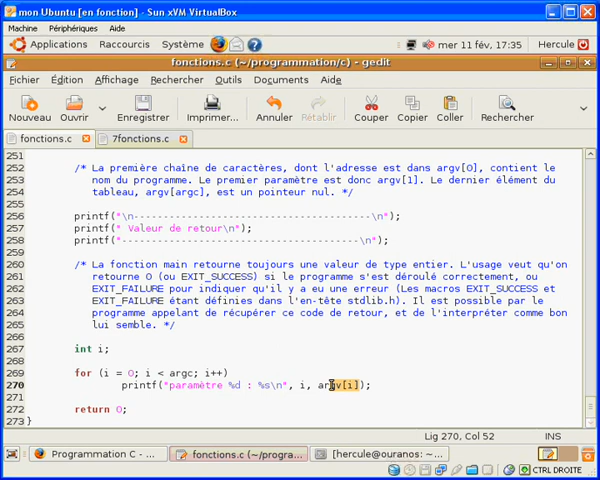 mon Ubuntu [en fonction] - Sun xVM VirtualBox
Machine Périphériques Aide
Applications Raccourcis Système mer 11 fév, 17:35 Hercule
fonctions.c (~/programmation/c) - gedit
Fichier Édition Affichage Rechercher Outils Documents Aide
Nouveau Ouvrir Enregistrer Imprimer... Annuler Rétablir Couper Copier Coller Rechercher
fonctions.c 7fonctions.c
251
252 /* La première chaîne de caractères, dont l'adresse est dans argv[0], contient le
253 nom du programme. Le premier paramètre est donc argv[1]. Le dernier élément du
254 tableau, argv[argc], est un pointeur nul. */
255
256 printf("\n---------------------------------------\n");
257 printf(" Valeur de retour\n");
258 printf("---------------------------------------\n");
259
260 /* La fonction main retourne toujours une valeur de type entier. L'usage veut qu'on
261 retourne 0 (ou EXIT_SUCCESS) si le programme s'est déroulé correctement, ou
262 EXIT_FAILURE pour indiquer qu'il y a eu une erreur (Les macros EXIT_SUCCESS et
263 EXIT_FAILURE étant définies dans l'en-tête stdlib.h). Il est possible par le
264 programme appelant de récupérer ce code de retour, et de l'interpréter comme bon
265 lui semble. */
266
267 int i;
268
269 for (i = 0; i < argc; i++)
270 printf("paramètre %d : %s\n", i, argv[i]);
271
272 return 0;
273 }
Lig 270, Col 52 INS
Programmation C - ... fonctions.c (~/progra... [hercule@ouranos: ~...
CTRL DROITE